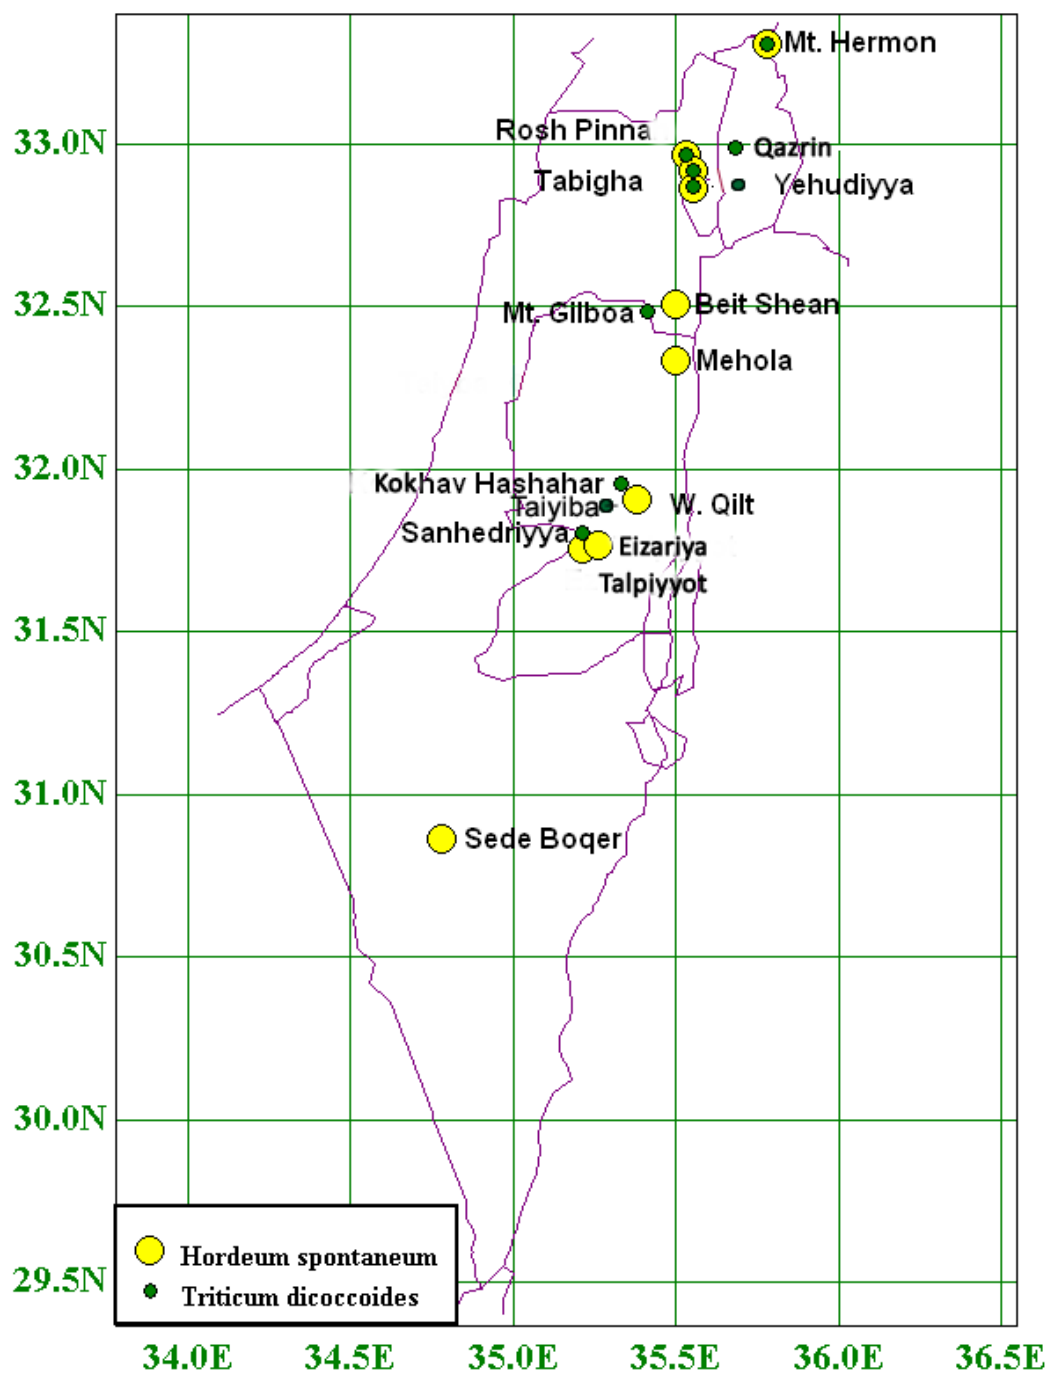 Mt. Hermon
33.0N
Rosh Pinna
Qazrin
Tabigha
Yehudiyya
32.5N
Mt. Gilboa
Beit Shean
Mehola
32.0N
Kokhav Hashahar
Taiyiba
W. Qilt
Sanhedriyya
Eizariya
Talpiyyot
31.5N
31.0N
Sede Boqer
30.5N
30.0N
Hordeum spontaneum
29.5N
Triticum dicoccoides
34.0E 34.5E 35.0E 35.5E 36.0E 36.5E